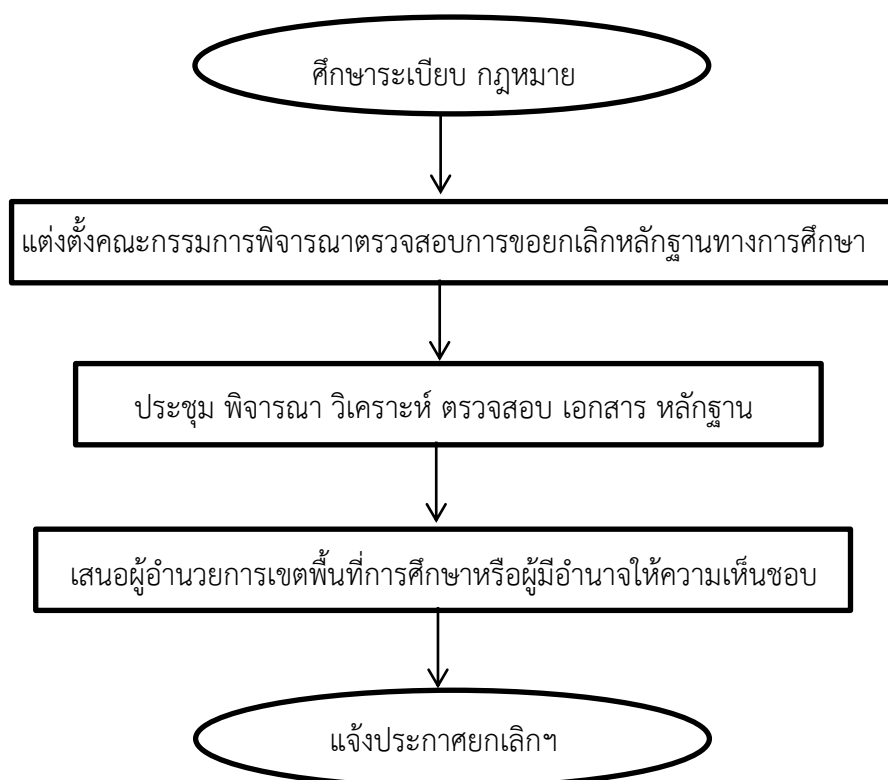 ศึกษาระเบียบ กฎหมาย
แต่งตั้งคณะกรรมการพิจารณาตรวจสอบการขอยกเลิกหลักฐานทางการศึกษา
ประชุม พิจารณา วิเคราะห์ ตรวจสอบ เอกสาร หลักฐาน
เสนอผู้อำนวยการเขตพื้นที่การศึกษาหรือผู้มีอำนาจให้ความเห็นชอบ
แจ้งประกาศยกเลิกฯ